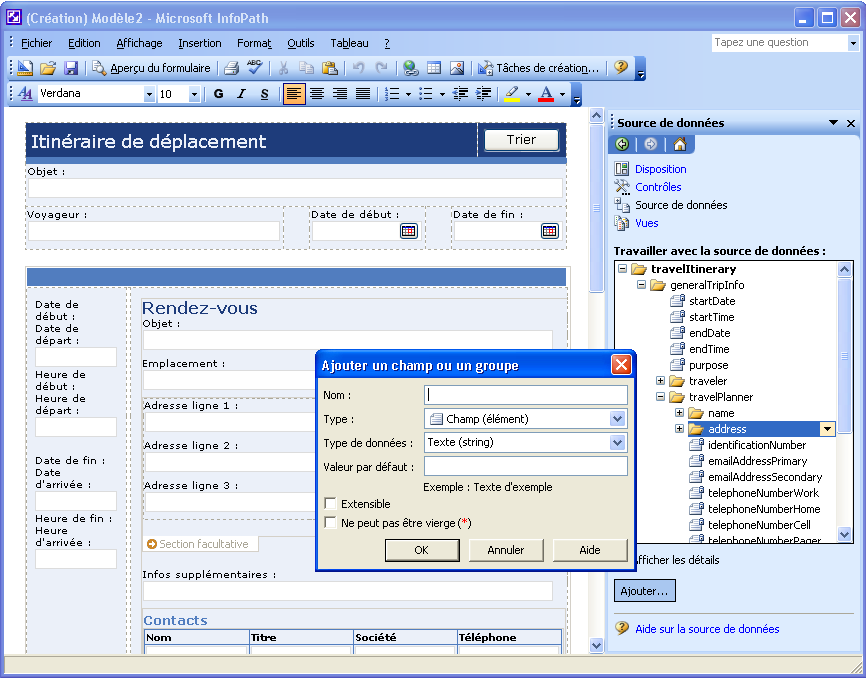 (Création) Modèle2 - Microsoft InfoPath
Fichier Edition Affichage Insertion Format Outils Tableau ? Tapez une question
Aperçu du formulaire Tâches de création...
Verdana 10 G I S
Itinéraire de déplacement Trier
Objet :
Voyageur : Date de début : Date de fin :
Date de
début :
Date de
départ :
Heure de
début :
Heure de
départ :
Date de fin :
Date
d'arrivée :
Heure de fin :
Heure
d'arrivée :
Rendez-vous
Objet :
Emplacement :
Adresse ligne 1 :
Adresse ligne 2 :
Adresse ligne 3 :
Section facultative
Infos supplémentaires :
Contacts
Nom Titre Société Téléphone
Ajouter un champ ou un groupe
Nom :
Type : Champ (élément)
Type de données : Texte (string)
Valeur par défaut :
Exemple : Texte d'exemple
Extensible
Ne peut pas être vierge (*)
OK Annuler Aide
Source de données
Disposition
Contrôles
Source de données
Vues
Travailler avec la source de données :
travelItinerary
generalTripInfo
startDate
startTime
endDate
endTime
purpose
traveler
travelPlanner
name
address
identificationNumber
emailAddressPrimary
emailAddressSecondary
telephoneNumberWork
telephoneNumberHome
telephoneNumberCell
telephoneNumberPager
fficher les détails
Ajouter...
Aide sur la source de données